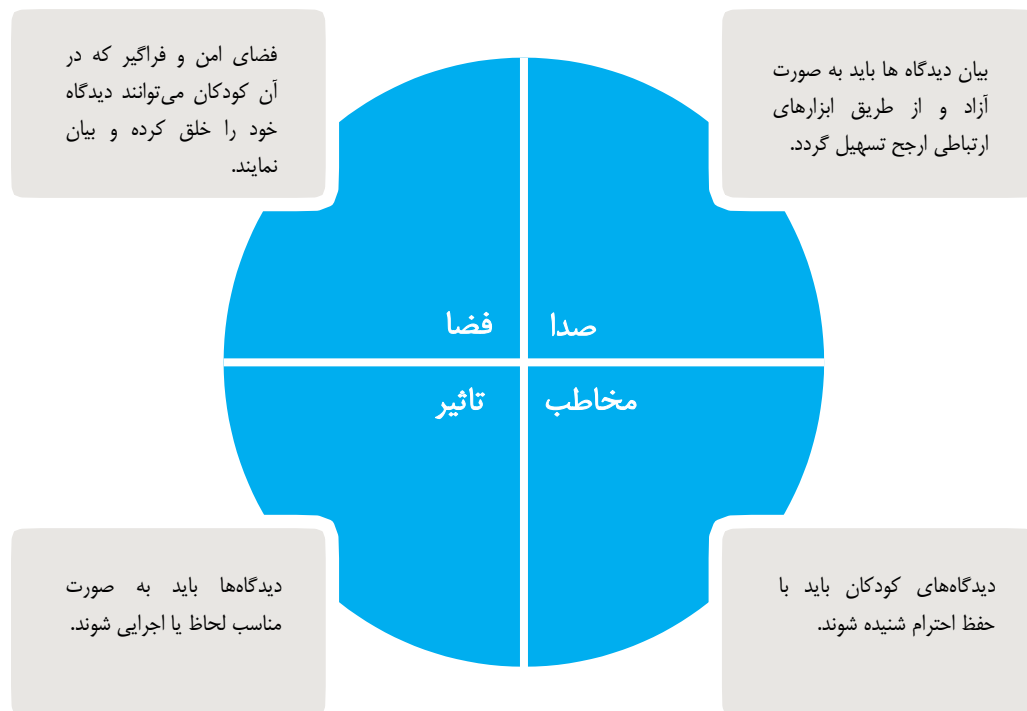 بیان دیدگاه ها باید به صورت
آزاد و از طریق ابزارهای
ارتباطی ارجح تسهیل گردد.
فضای امن و فراگیر که در
آن کودکان می‌توانند دیدگاه
خود را خلق کرده و بیان
نمایند.
صدا
فضا
مخاطب
تاثیر
دیدگاه‌های کودکان باید با
حفظ احترام شنیده شوند.
دیدگاه‌ها باید به صورت
مناسب لحاظ یا اجرایی شوند.